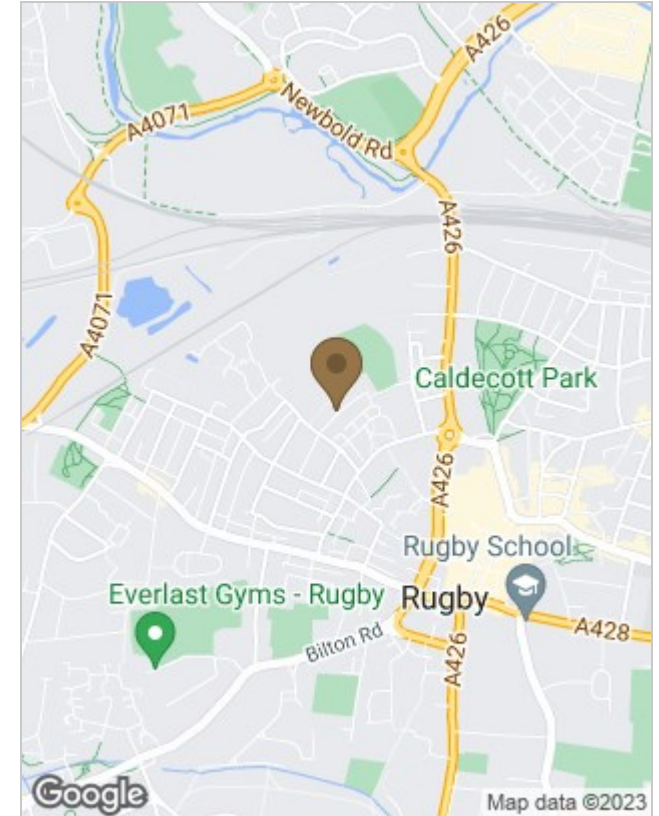 A426
A4071
Newbold Rd
A426
A4071
Caldecott Park
A426
Rugby School
Everlast Gyms - Rugby
Rugby
Bilton Rd
A428
A426
Google
Map data ©2023